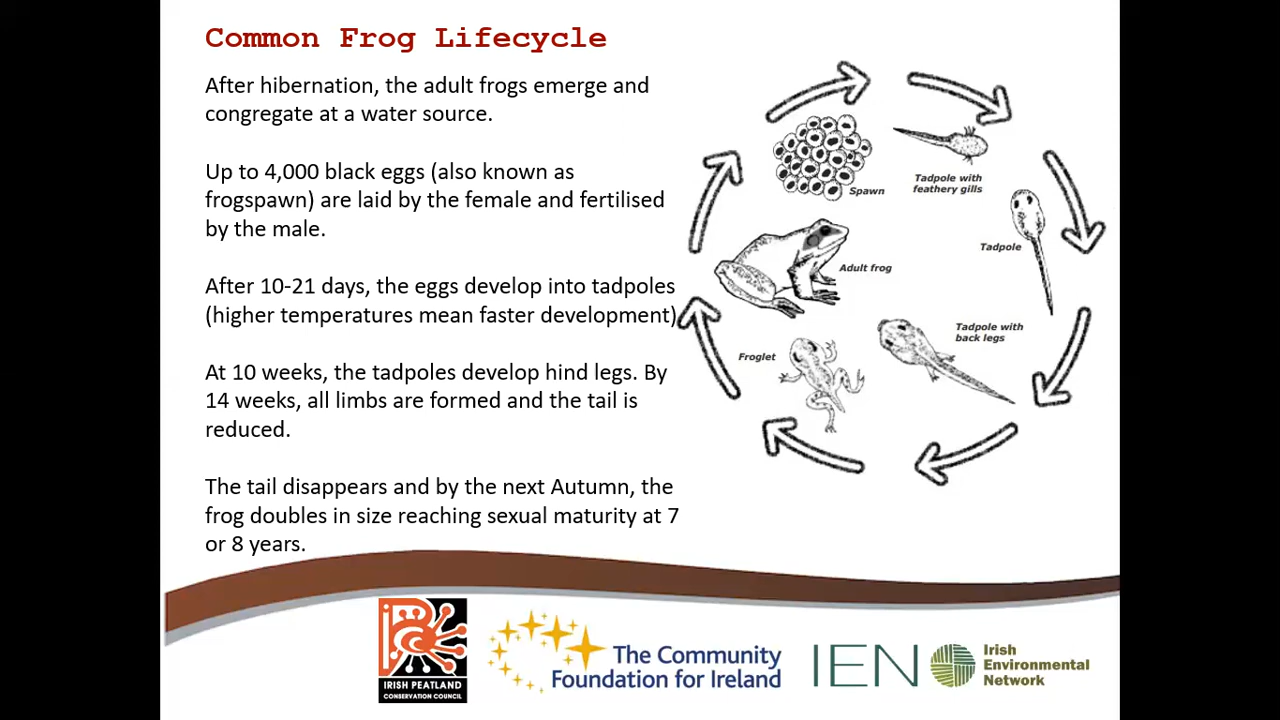 Common Frog Lifecycle
After hibernation, the adult frogs emerge and
congregate at a water source.
Up to 4,000 black eggs (also known as
frogspawn) are laid by the female and fertilised
by the male.
After 10-21 days, the eggs develop into tadpoles
(higher temperatures mean faster development)
At 10 weeks, the tadpoles develop hind legs. By
14 weeks, all limbs are formed and the tail is
reduced.
The tail disappears and by the next Autumn, the
frog doubles in size reaching sexual maturity at 7
or 8 years.
Spawn
Tadpole with
feathery gills
Tadpole
Tadpole with
back legs
Froglet
Adult frog
IPCC
IRISH PEATLAND
CONSERVATION COUNCIL
The Community
Foundation for Ireland
IEN
Irish
Environmental
Network